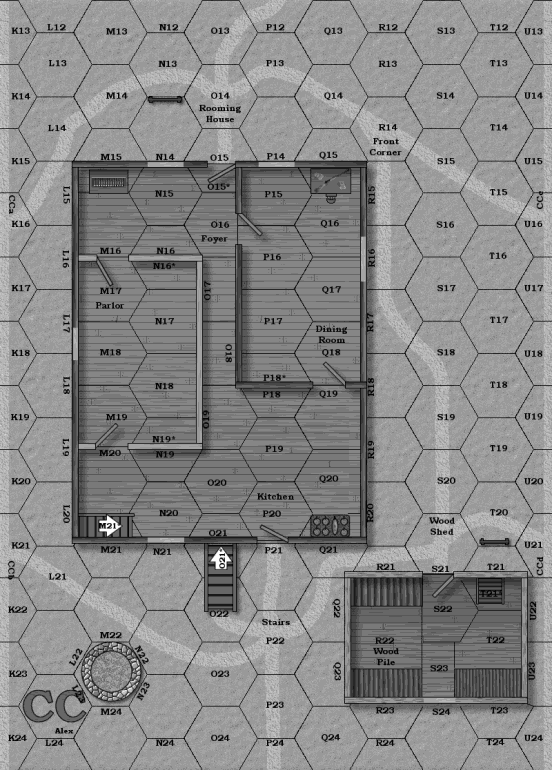 K13 L12 M13 N12 O13 P12 Q13 R12 S13 T12 U13
L13 N13 P13 R13 T13
K14 M14 O14 Q14 S14 U14
Rooming
House
L14 R14 T14
Front
Corner
K15 M15 N14 O15 P14 Q15 S15 U15
L15 N15 O15* P15 R15 T15
CCa CCe
K16 O16 Q16 S16 U16
Foyer
M16 N16
L16 N16* P16 R16 T16
K17 M17 O17 Q17 S17 U17
Parlor
L17 N17 P17 R17 T17
Dining
Room
K18 M18 O18 Q18 S18 U18
L18 N18 P18* R18 T18
P18 Q19
K19 M19 O19 S19 U19
L19 N19* P19 R19 T19
M20 N19
K20 O20 Q20 S20 U20
Kitchen
L20 N20 P20 R20 T20
M21
Wood
Shed
O21
K21 M21 N21 P21 Q21 U21
O21
CCb CCd
R21 S21 T21
L21
T21
K22 O22 Q22 S22 U22
Stairs
M22 P22 R22 T22
Wood
Pile
L22 N22
K23 O23 Q23 S23 U23
L23 N23
M24 P23 R23 S24 T23
CC
Alex
K24 L24 N24 O24 P24 Q24 R24 T24 U24